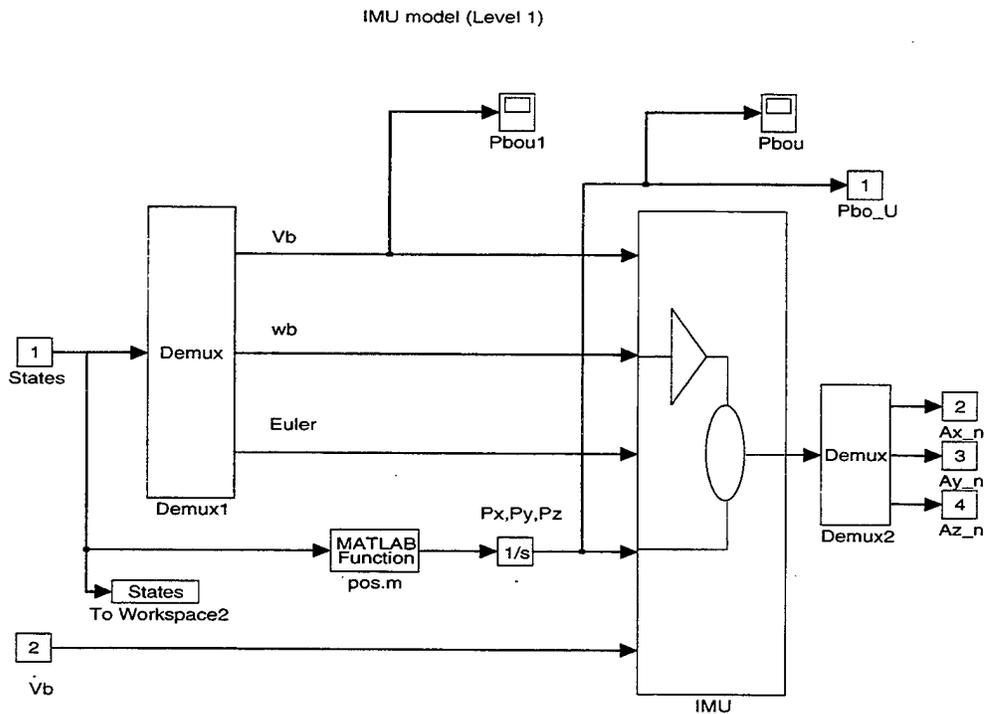 IMU model (Level 1)
Pbou1
Pbou
1
Pbo_U
Vb
wb
Demux
1
States
Euler
2
Ax_n
Demux
3
Ay_n
4
Az_n
Demux1
Px,Py,Pz
Demux2
MATLAB
Function
1/s
pos.m
States
To Workspace2
2
Vb
IMU